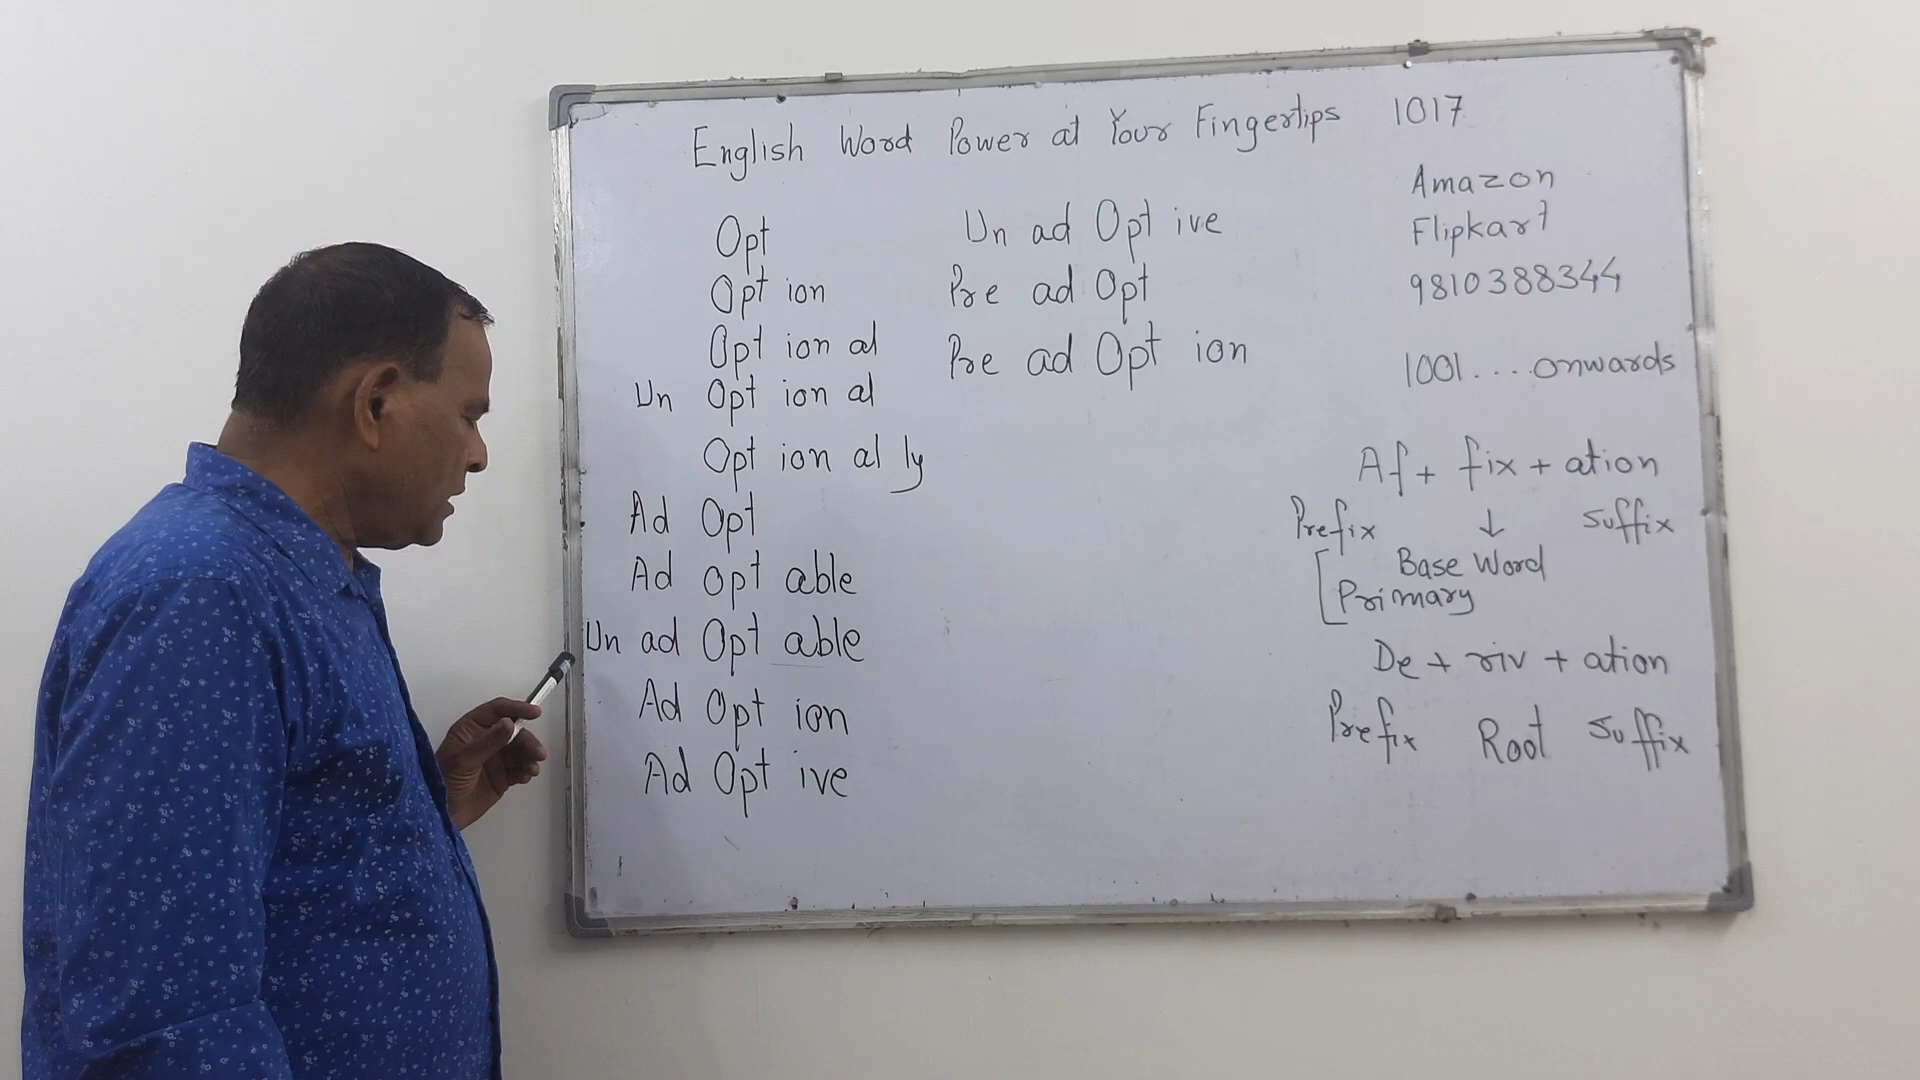 English Word Power at Your Fingertips 1017
Opt
Opt ion
Opt ion al
Un Opt ion al
Opt ion al ly
Ad Opt
Ad opt able
Un ad Opt able
Ad Opt ion
Ad Opt ive
Un ad Opt ive
Pre ad Opt
Pre ad Opt ion
Amazon
Flipkart
9810388344
1001....onwards
Af + fix + ation
Prefix ↓ suffix
Base Word
[Primary
De + riv + ation
Prefix Root suffix